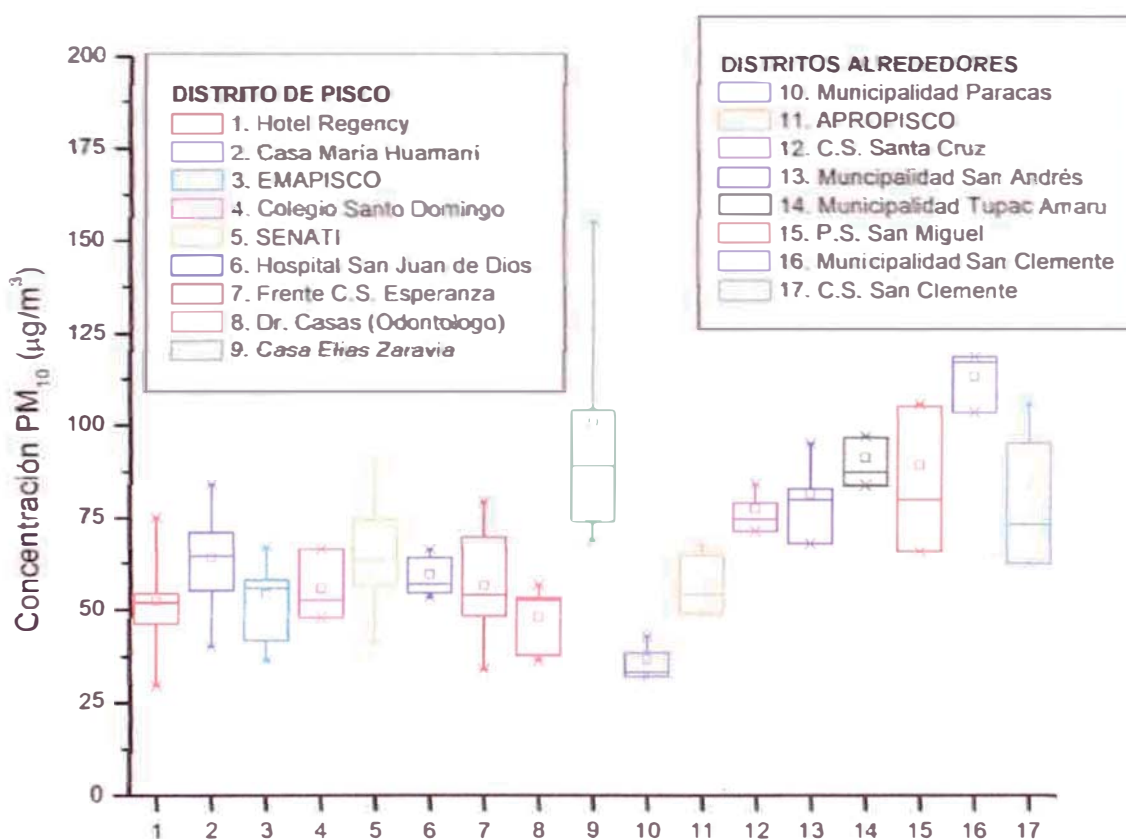 Concentración PM10 (µg/m3)
200
175
150
125
100
75
50
25
0
DISTRITO DE PISCO
1. Hotel Regency
2. Casa María Huamaní
3. EMAPISCO
4. Colegio Santo Domingo
5. SENATI
6. Hospital San Juan de Dios
7. Frente C.S. Esperanza
8. Dr. Casas (Odontologo)
9. Casa Elias Zaravia
DISTRITOS ALREDEDORES
10. Municipalidad Paracas
11. APROPISCO
12. C.S. Santa Cruz
13. Muncipalidad San Andrés
14. Municipalidad Tupac Amaru
15. P.S. San Miguel
16. Municipalidad San Clemente
17. C.S. San Clemente
1 2 3 4 5 6 7 8 9 10 11 12 13 14 15 16 17